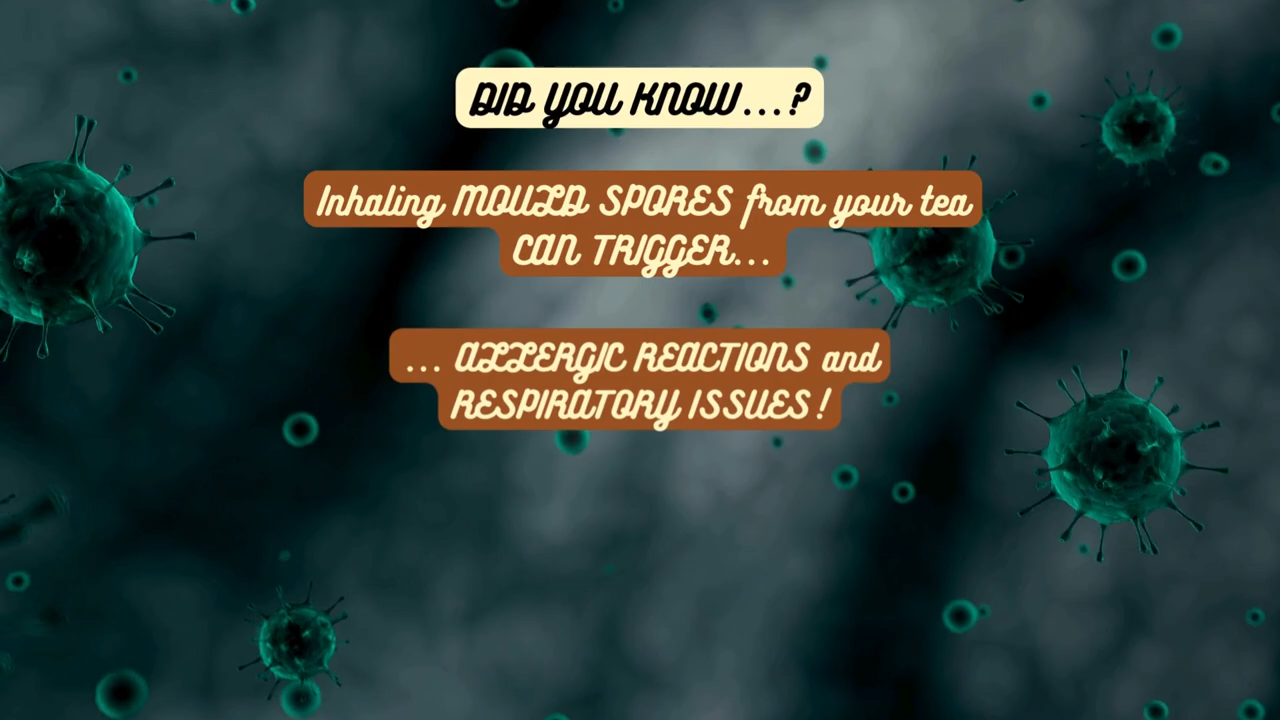 DID YOU KNOW...?
Inhaling MOULD SPORES from your tea
CAN TRIGGER...
... ALLERGIC REACTIONS and
RESPIRATORY ISSUES!